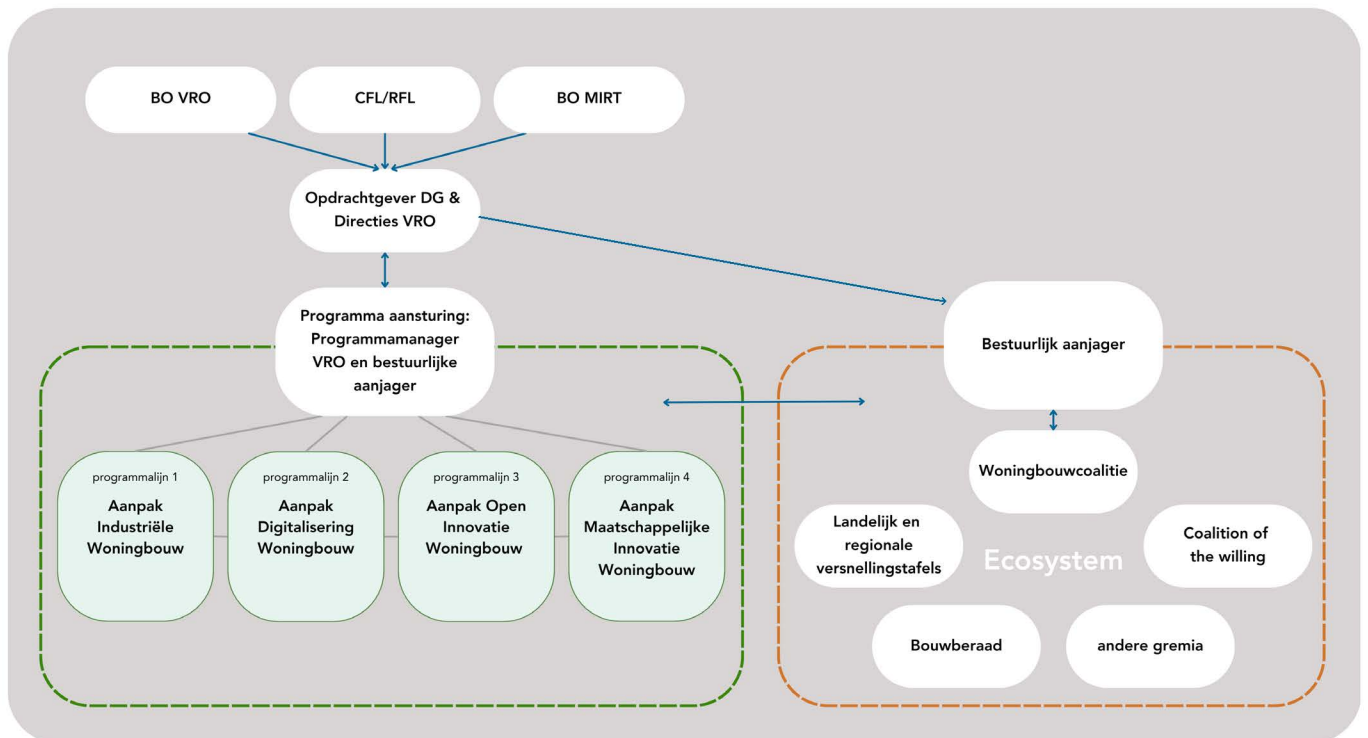 BO VRO
CFL/RFL
BO MIRT
Opdrachtgever DG &
Directies VRO
Programma aansturing:
Programmamanager
VRO en bestuurlijke
aanjager
Bestuurlijk aanjager
programmalijn 1
Aanpak
Industriële
Woningbouw
programmalijn 2
Aanpak
Digitalisering
Woningbouw
programmalijn 3
Aanpak Open
Innovatie
Woningbouw
programmalijn 4
Aanpak
Maatschappelijke
Innovatie
Woningbouw
Woningbouwcoalitie
Landelijk en
regionale
versnellingstafels
Ecosystem
Coalition of
the willing
Bouwberaad
andere gremia